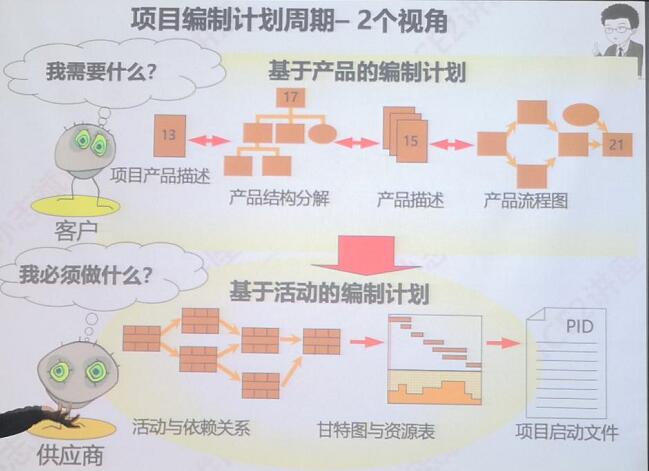 项目编制计划周期– 2个视角
我需要什么?
基于产品的编制计划
17
13
15
21
项目产品描述
产品结构分解
产品描述
产品流程图
客户
我必须做什么?
基于活动的编制计划
PID
活动与依赖关系
甘特图与资源表
项目启动文件
供应商